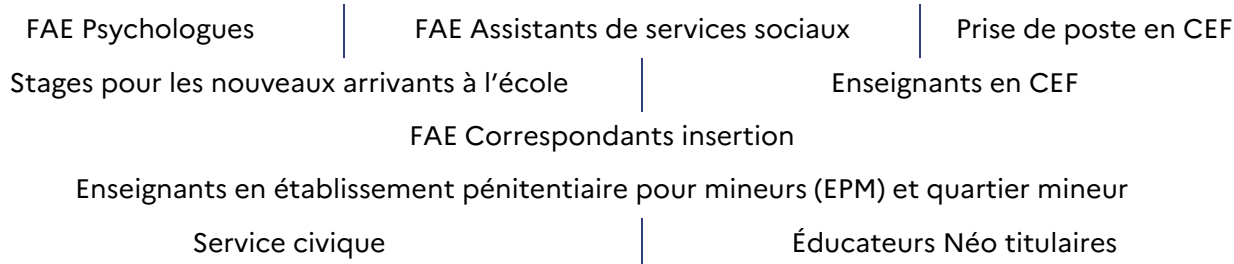 FAE Psychologues | FAE Assistants de services sociaux | Prise de poste en CEF
Stages pour les nouveaux arrivants à l’école | Enseignants en CEF
FAE Correspondants insertion
Enseignants en établissement pénitentiaire pour mineurs (EPM) et quartier mineur
Service civique | Éducateurs Néo titulaires